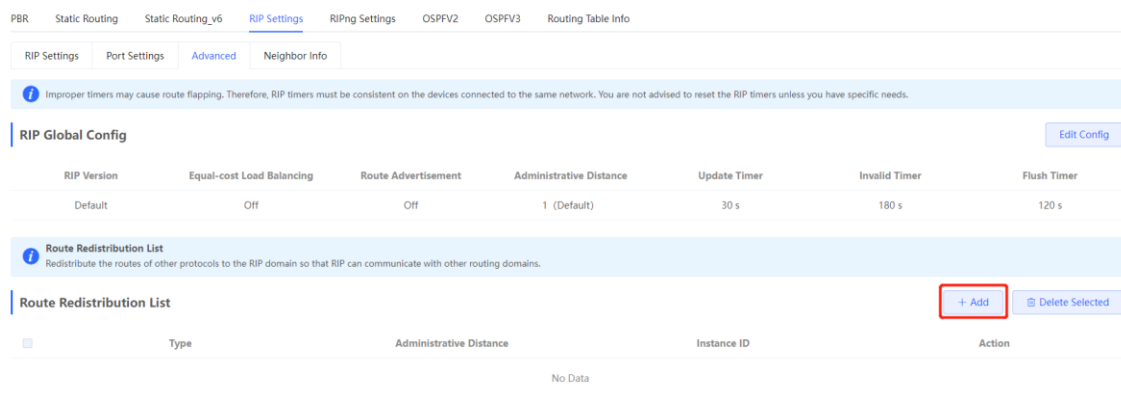 PBR Static Routing Static Routing_v6 RIP Settings RIPng Settings OSPFV2 OSPFV3 Routing Table Info
RIP Settings Port Settings Advanced Neighbor Info
Improper timers may cause route flapping. Therefore, RIP timers must be consistent on the devices connected to the same network. You are not advised to reset the RIP timers unless you have specific needs.
RIP Global Config Edit Config
RIP Version Equal-cost Load Balancing Route Advertisement Administrative Distance Update Timer Invalid Timer Flush Timer
Default Off Off 1 (Default) 30 s 180 s 120 s
Route Redistribution List
Redistribute the routes of other protocols to the RIP domain so that RIP can communicate with other routing domains.
Route Redistribution List + Add Delete Selected
Type Administrative Distance Instance ID Action
No Data